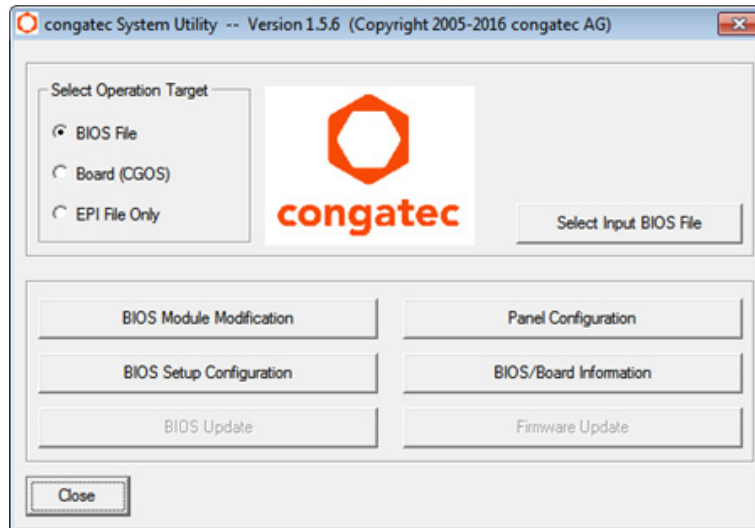 congatec System Utility -- Version 1.5.6 (Copyright 2005-2016 congatec AG)
Select Operation Target
BIOS File
Board (CGOS)
EPI File Only
congatec
Select Input BIOS File
BIOS Module Modification
Panel Configuration
BIOS Setup Configuration
BIOS/Board Information
BIOS Update
Firmware Update
Close